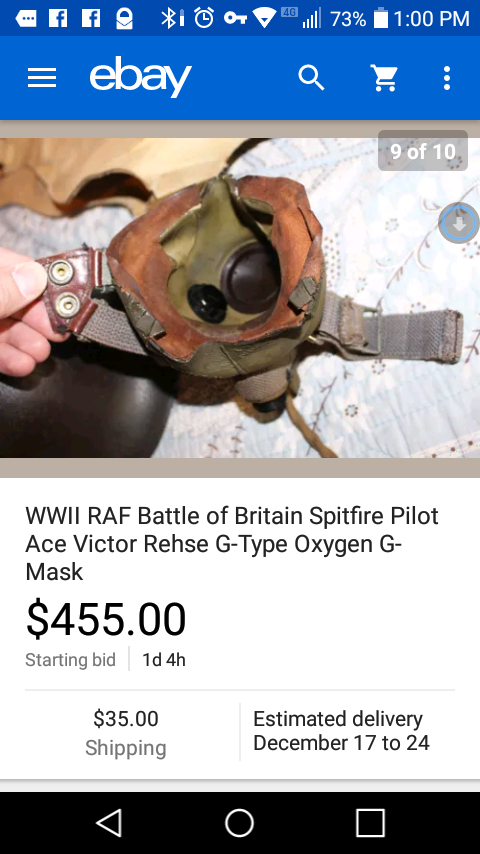 4G 73% 1:00 PM
ebay
9 of 10
WWII RAF Battle of Britain Spitfire Pilot
Ace Victor Rehse G-Type Oxygen G-
Mask
$455.00
Starting bid 1d 4h
$35.00
Shipping
Estimated delivery
December 17 to 24